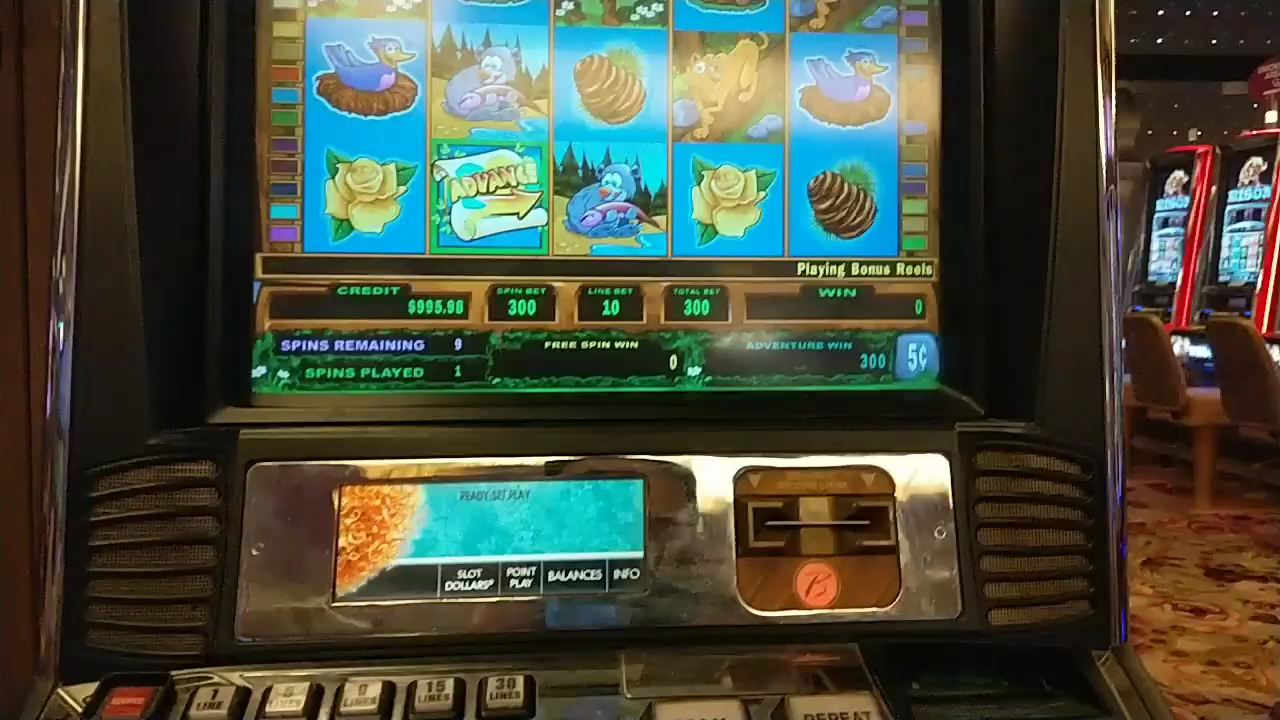 ADVANCE
Playing Bonus Reels
CREDIT
$995.98
SPIN BET
300
LINE BET
10
TOTAL BET
300
WIN
0
SPINS REMAINING 9
SPINS PLAYED 1
FREE SPIN WIN
0
ADVENTURE WIN
300
5¢
READY SET PLAY
SLOT DOLLARS®
POINT PLAY
BALANCES
INFO
B
1 LINE
LINES
9 LINES
15 LINES
30 LINES
REPEAT
BISON